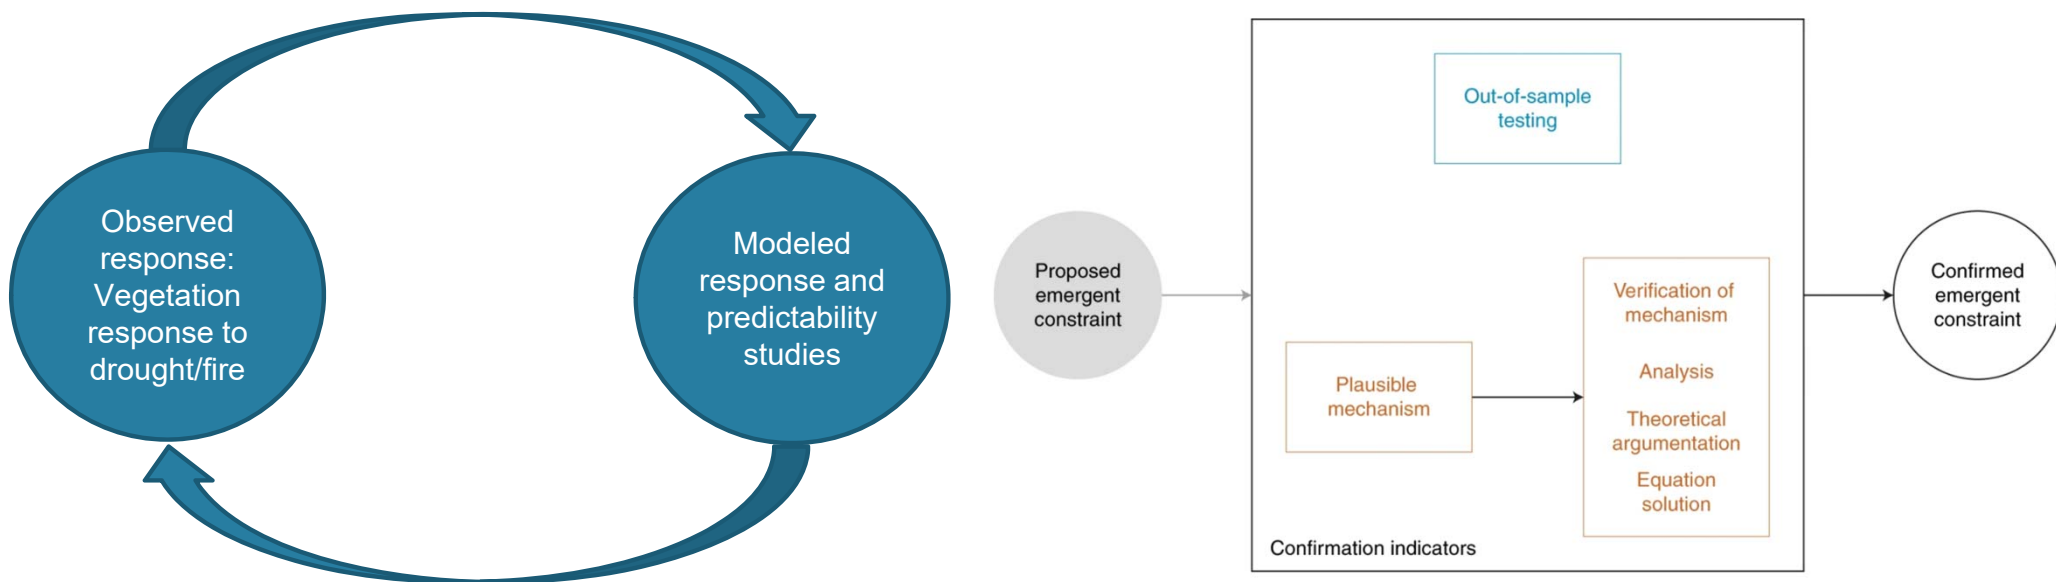 Observed
response:
Vegetation
response to
drought/fire
Modeled
response and
predictability
studies
Proposed
emergent
constraint
Out-of-sample
testing
Plausible
mechanism
Verification of
mechanism
Analysis
Theoretical
argumentation
Equation
solution
Confirmation indicators
Confirmed
emergent
constraint